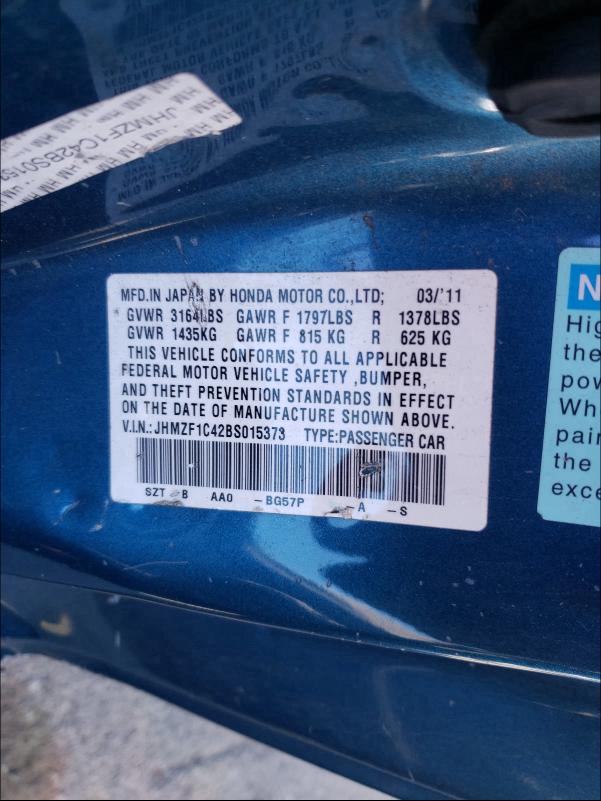 HM JHMZF1C42BS015
MFD.IN JAPAN BY HONDA MOTOR CO.,LTD; 03/'11
GVWR 3164LBS GAWR F 1797LBS R 1378LBS
GVWR 1435KG GAWR F 815 KG R 625 KG
THIS VEHICLE CONFORMS TO ALL APPLICABLE
FEDERAL MOTOR VEHICLE SAFETY ,BUMPER,
AND THEFT PREVENTION STANDARDS IN EFFECT
ON THE DATE OF MANUFACTURE SHOWN ABOVE.
V.I.N.:JHMZF1C42BS015373 TYPE:PASSENGER CAR
SZT B AA0 -BG57P -A -S
N
Hig
the
pow
Wh
pain
the
exce